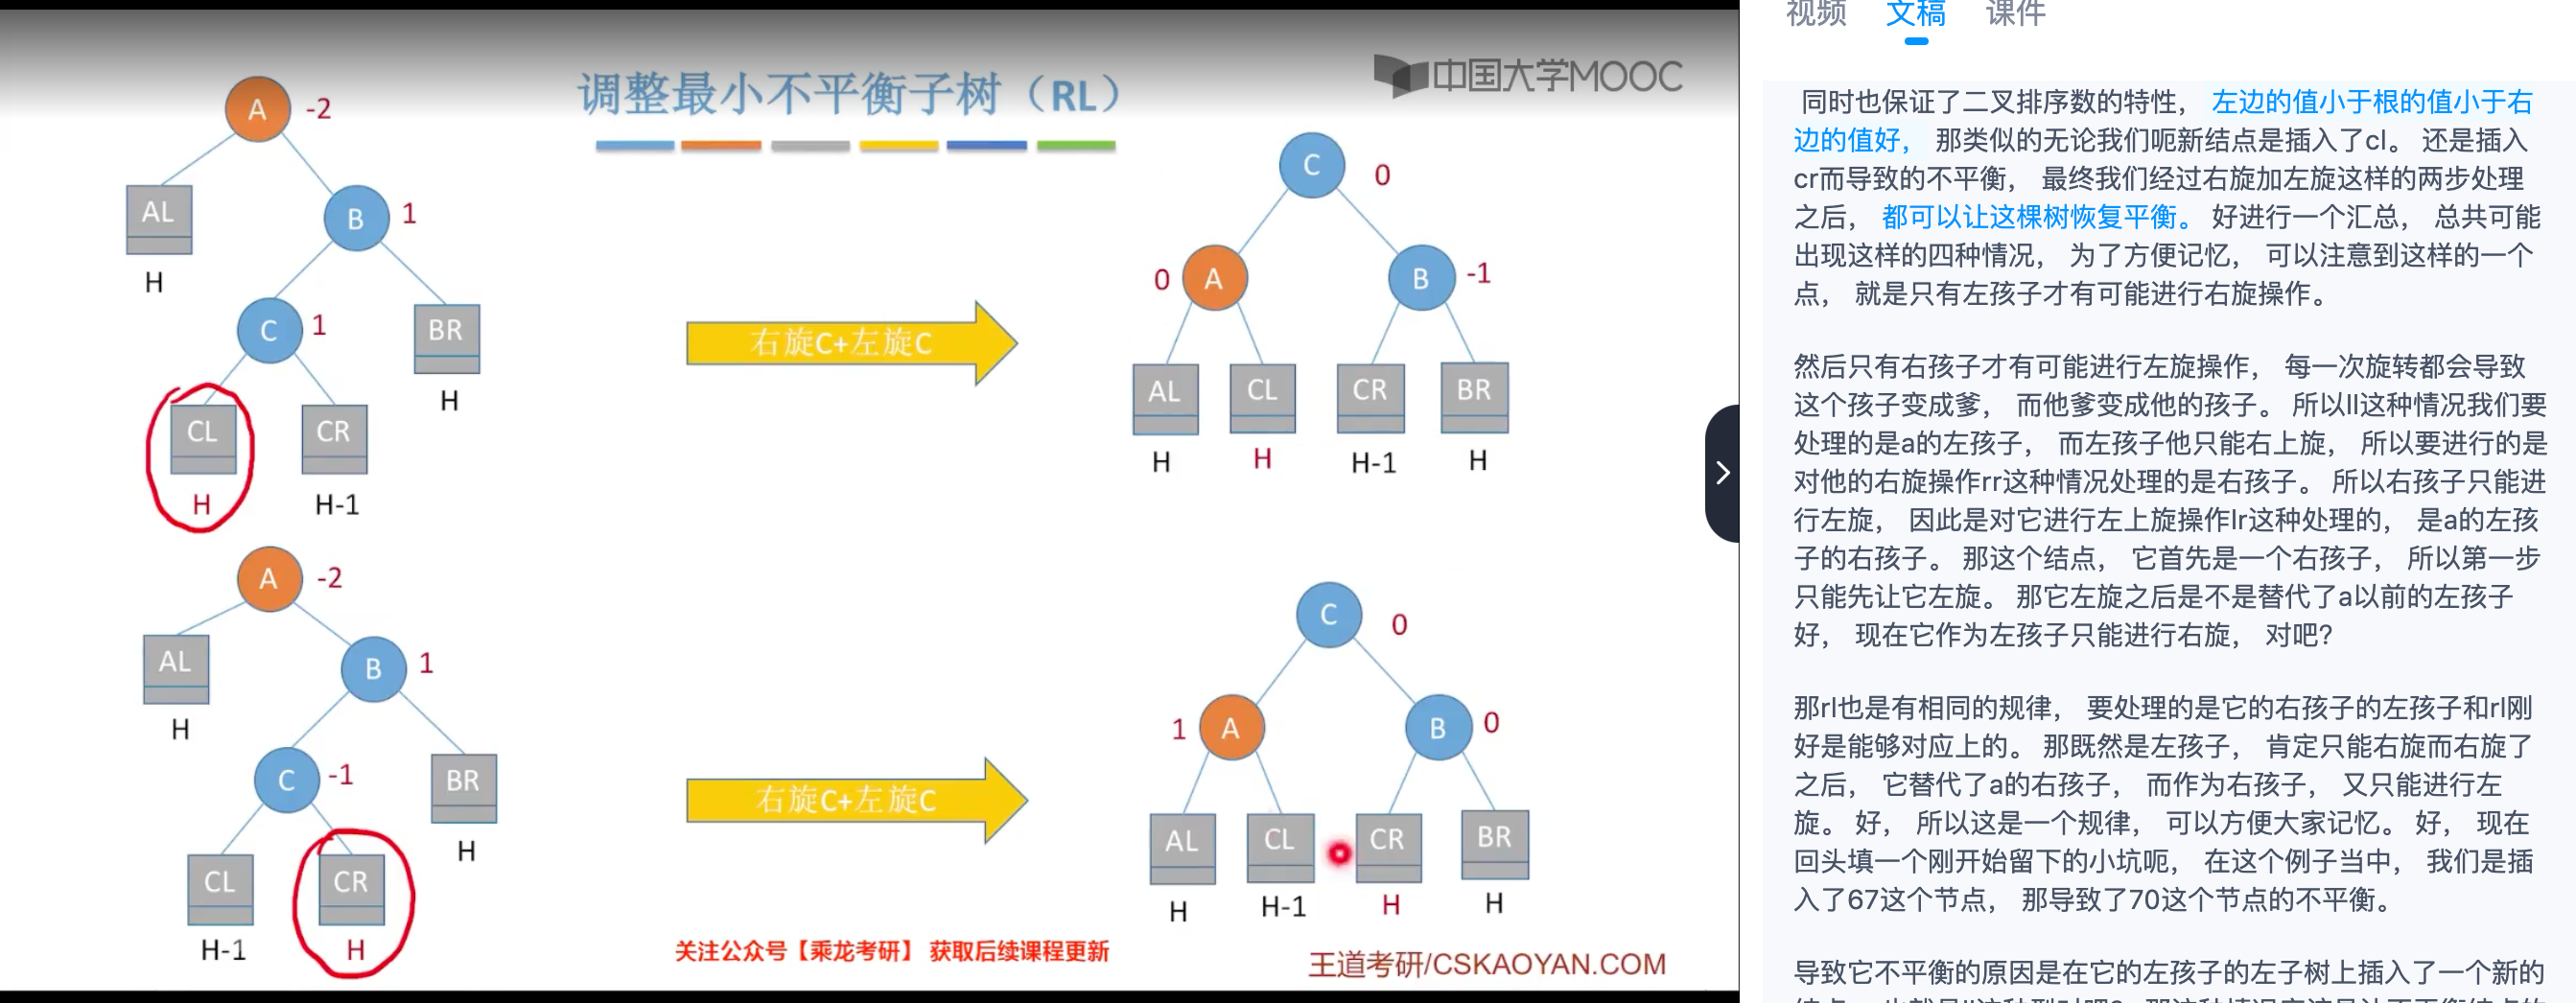 调整最小不平衡子树（RL）
中国大学MOOC
A
-2
AL
H
B
1
C
1
BR
H
CL
H
CR
H-1
右旋C+左旋C
C
0
0
A
B
-1
AL
CL
CR
BR
H
H
H-1
H
A
-2
AL
H
B
1
C
-1
BR
H
CL
H-1
CR
H
右旋C+左旋C
C
0
1
A
B
0
AL
CL
CR
BR
H
H-1
H
H
关注公众号【乘龙考研】 获取后续课程更新
王道考研/CSKAOYAN.COM
视频 文稿 课件
同时也保证了二叉排序数的特性， 左边的值小于根的值小于右
边的值好， 那类似的无论我们呃新结点是插入了cl。 还是插入
cr而导致的不平衡， 最终我们经过右旋加左旋这样的两步处理
之后， 都可以让这棵树恢复平衡。 好进行一个汇总， 总共可能
出现这样的四种情况， 为了方便记忆， 可以注意到这样的一个
点， 就是只有左孩子才有可能进行右旋操作。
然后只有右孩子才有可能进行左旋操作， 每一次旋转都会导致
这个孩子变成爹， 而他爹变成他的孩子。 所以ll这种情况我们要
处理的是a的左孩子， 而左孩子他只能右上旋， 所以要进行的是
对他的右旋操作rr这种情况处理的是右孩子。 所以右孩子只能进
行左旋， 因此是对它进行左上旋操作lr这种处理的， 是a的左孩
子的右孩子。 那这个结点， 它首先是一个右孩子， 所以第一步
只能先让它左旋。 那它左旋之后是不是替代了a以前的左孩子
好， 现在它作为左孩子只能进行右旋， 对吧?
那rl也是有相同的规律， 要处理的是它的右孩子的左孩子和rl刚
好是能够对应上的。 那既然是左孩子， 肯定只能右旋而右旋了
之后， 它替代了a的右孩子， 而作为右孩子， 又只能进行左
旋。 好， 所以这是一个规律， 可以方便大家记忆。 好， 现在
回头填一个刚开始留下的小坑呃， 在这个例子当中， 我们是插
入了67这个节点， 那导致了70这个节点的不平衡。
导致它不平衡的原因是在它的左孩子的左子树上插入了一个新的